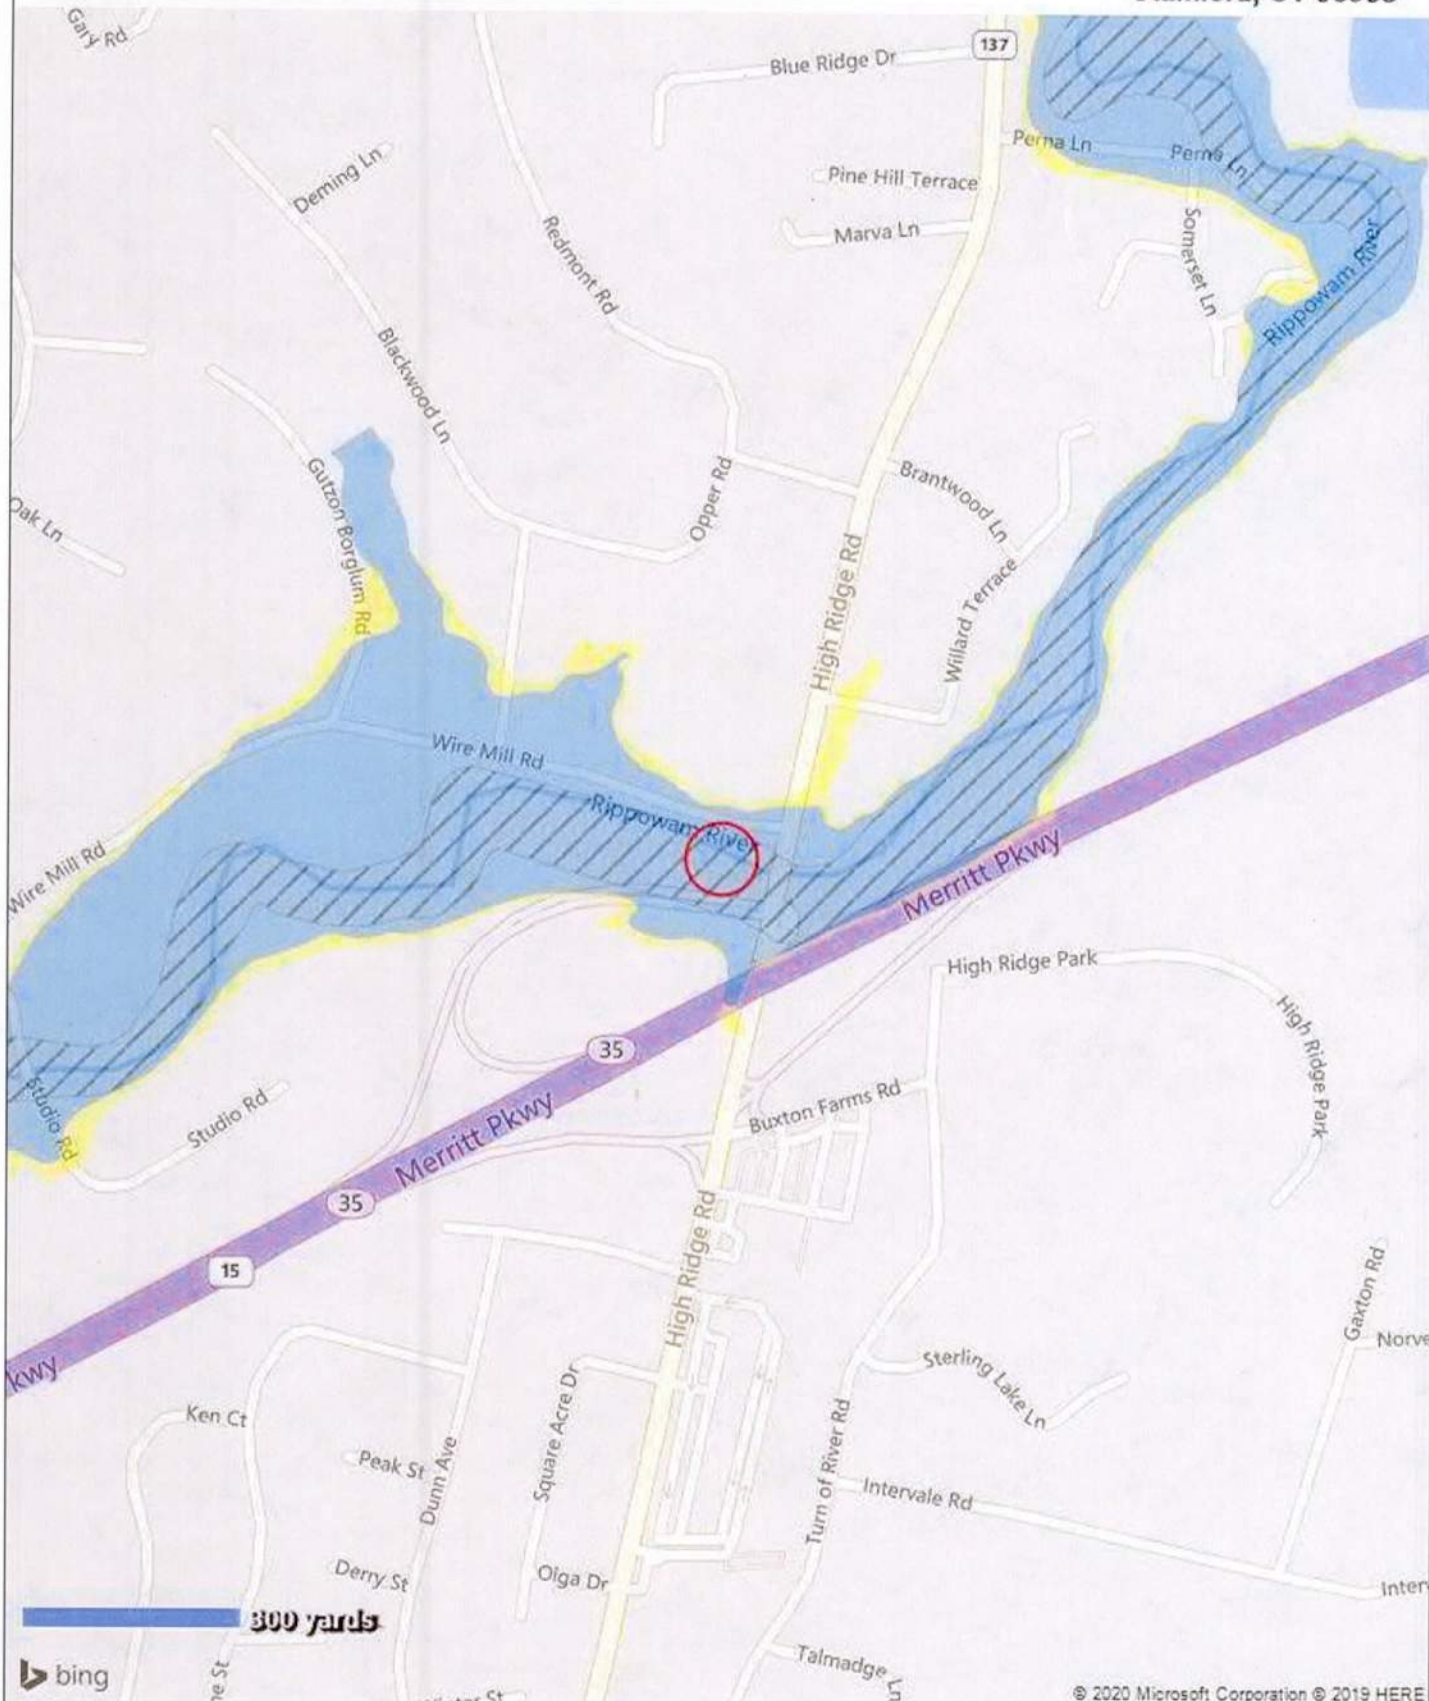 Gary Rd
137
Blue Ridge Dr
Perna Ln
Perna Ln
Deming Ln
Pine Hill Terrace
Marva Ln
Redmont Rd
Somerset Ln
Rippowam River
Blackwood Ln
Gutzon Borglum Rd
Opper Rd
Brantwood Ln
Oak Ln
High Ridge Rd
Willard Terrace
Wire Mill Rd
Rippowam River
Wire Mill Rd
Merritt Pkwy
High Ridge Park
High Ridge Park
35
Studio Rd
Studio Rd
Buxton Farms Rd
Merritt Pkwy
35
High Ridge Rd
15
Gaxton Rd
Norve
Sterling Lake Ln
kwy
Ken Ct
Square Acre Dr
Peak St
Dunn Ave
Turn of River Rd
Intervale Rd
Derry St
Olga Dr
Inter
300 yards
Talmadge Ln
bing
ne St
© 2020 Microsoft Corporation © 2019 HERE